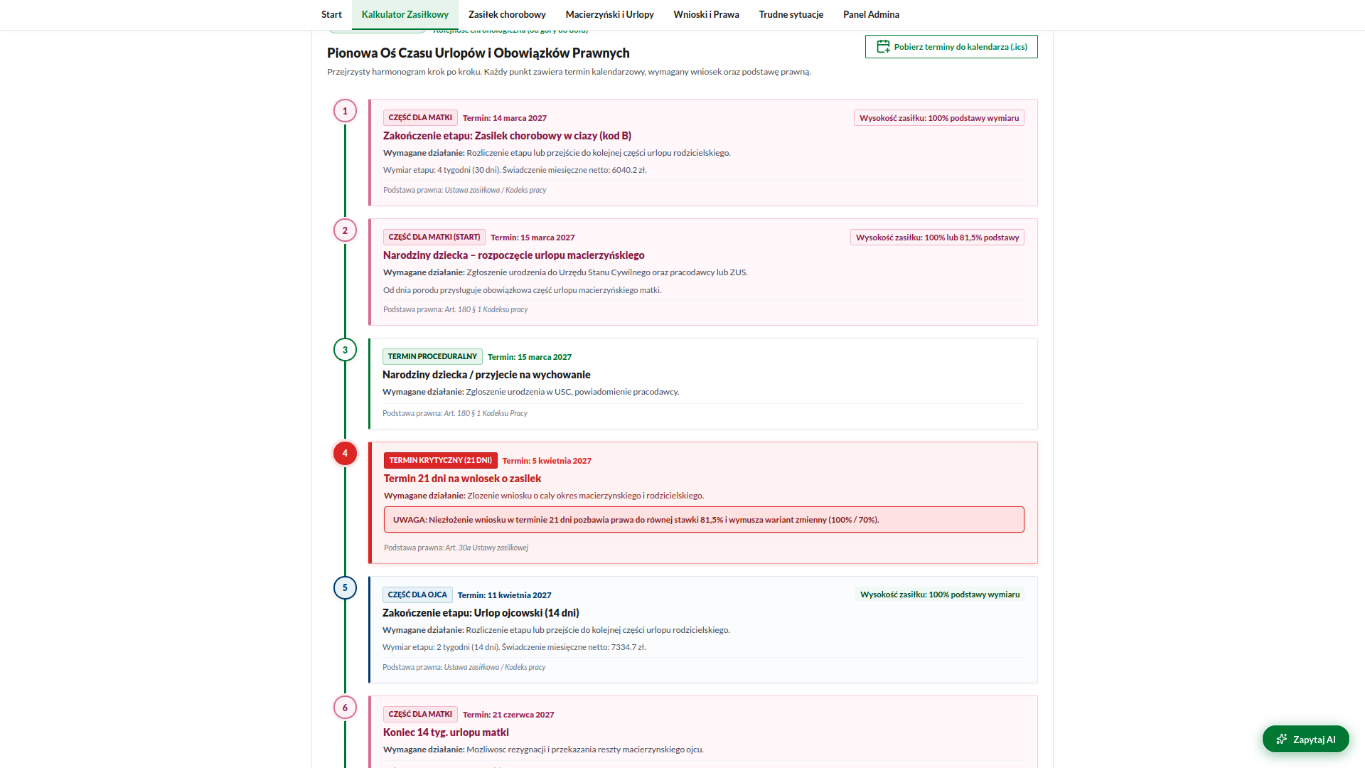 Start
Kalkulator Zasiłkowy
Zasiłek chorobowy
Macierzyński i Urlopy
Wnioski i Prawa
Trudne sytuacje
Panel Admina
Pionowa Oś Czasu Urlopów i Obowiązków Prawnych
Pobierz terminy do kalendarza (.ics)
Przejrzysty harmonogram krok po kroku. Każdy punkt zawiera termin kalendarzowy, wymagany wniosek oraz podstawę prawną.
1
CZĘŚĆ DLA MATKI Termin: 14 marca 2027
Wysokość zasiłku: 100% podstawy wymiaru
Zakończenie etapu: Zasilek chorobowy w ciazy (kod B)
Wymagane działanie: Rozliczenie etapu lub przejście do kolejnej części urlopu rodzicielskiego.
Wymiar etapu: 4 tygodni (30 dni). Świadczenie miesięczne netto: 6040.2 zł.
Podstawa prawna: Ustawa zasiłkowa / Kodeks pracy
2
CZĘŚĆ DLA MATKI (START) Termin: 15 marca 2027
Wysokość zasiłku: 100% lub 81,5% podstawy
Narodziny dziecka – rozpoczęcie urlopu macierzyńskiego
Wymagane działanie: Zgłoszenie urodzenia do Urzędu Stanu Cywilnego oraz pracodawcy lub ZUS.
Od dnia porodu przysługuje obowiązkowa część urlopu macierzyńskiego matki.
Podstawa prawna: Art. 180 § 1 Kodeksu pracy
3
TERMIN PROCEDURALNY Termin: 15 marca 2027
Narodziny dziecka / przyjecie na wychowanie
Wymagane działanie: Zgloszenie urodzenia w USC, powiadomienie pracodawcy.
Podstawa prawna: Art. 180 § 1 Kodeksu Pracy
4
TERMIN KRYTYCZNY (21 DNI) Termin: 5 kwietnia 2027
Termin 21 dni na wniosek o zasilek
Wymagane działanie: Zlozenie wniosku o caly okres macierzynskiego i rodzicielskiego.
UWAGA: Niezłożenie wniosku w terminie 21 dni pozbawia prawa do równej stawki 81,5% i wymusza wariant zmienny (100% / 70%).
Podstawa prawna: Art. 30a Ustawy zasilkowej
5
CZĘŚĆ DLA OJCA Termin: 11 kwietnia 2027
Wysokość zasiłku: 100% podstawy wymiaru
Zakończenie etapu: Urlop ojcowski (14 dni)
Wymagane działanie: Rozliczenie etapu lub przejście do kolejnej części urlopu rodzicielskiego.
Wymiar etapu: 2 tygodni (14 dni). Świadczenie miesięczne netto: 7334.7 zł.
Podstawa prawna: Ustawa zasiłkowa / Kodeks pracy
6
CZĘŚĆ DLA MATKI Termin: 21 czerwca 2027
Koniec 14 tyg. urlopu matki
Wymagane działanie: Mozliwosc rezygnacji i przekazania reszty macierzynskiego ojcu.
Zapytaj AI